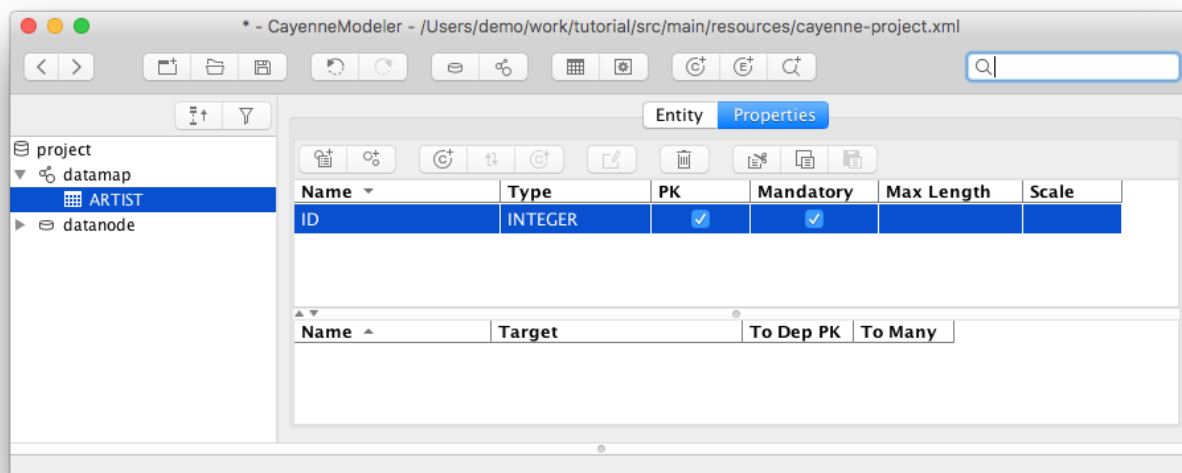 * - CayenneModeler - /Users/demo/work/tutorial/src/main/resources/cayenne-project.xml
Entity Properties
project
datamap
ARTIST
datanode
Name Type PK Mandatory Max Length Scale
ID INTEGER
Name Target To Dep PK To Many